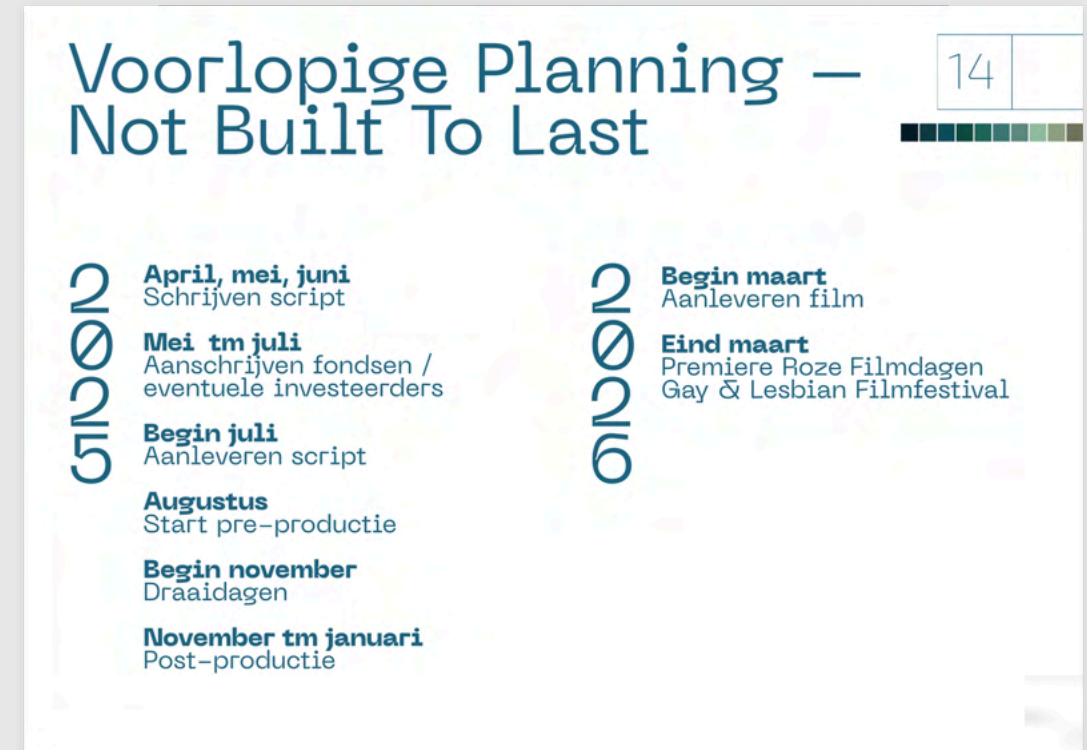 Voorlopige Planning –
Not Built To Last
14
2025
April, mei, juni
Schrijven script
Mei tm juli
Aanschrijven fondsen /
eventuele investeerders
Begin juli
Aanleveren script
Augustus
Start pre-productie
Begin november
Draaidagen
November tm januari
Post-productie
2026
Begin maart
Aanleveren film
Eind maart
Premiere Roze Filmdagen
Gay & Lesbian Filmfestival